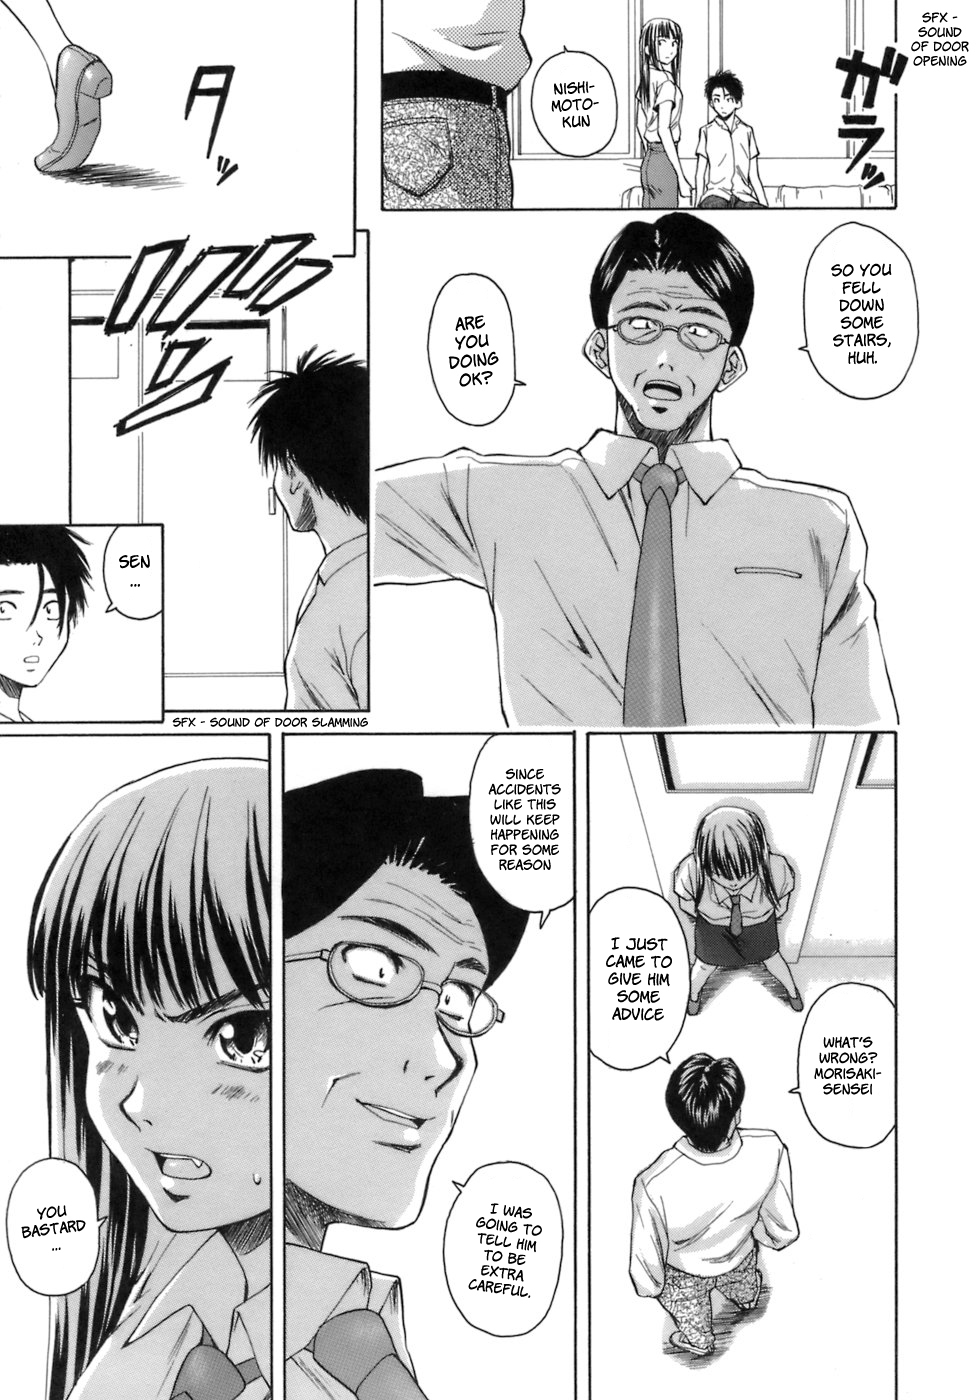 SFX -
SOUND
OF DOOR
OPENING
ガラッ
NISHI-
MOTO-
KUN
SO YOU
FELL
DOWN
SOME
STAIRS,
HUH.
ARE
YOU
DOING
OK?
タッ
SEN
...
SFX - SOUND OF DOOR SLAMMING
WHAT'S
WRONG?
MORISAKI-
SENSEI
I JUST
CAME TO
GIVE HIM
SOME
ADVICE
SINCE
ACCIDENTS
LIKE THIS
WILL KEEP
HAPPENING
FOR SOME
REASON
I WAS
GOING TO
TELL HIM
TO BE
EXTRA
CAREFUL.
YOU
BASTARD
...